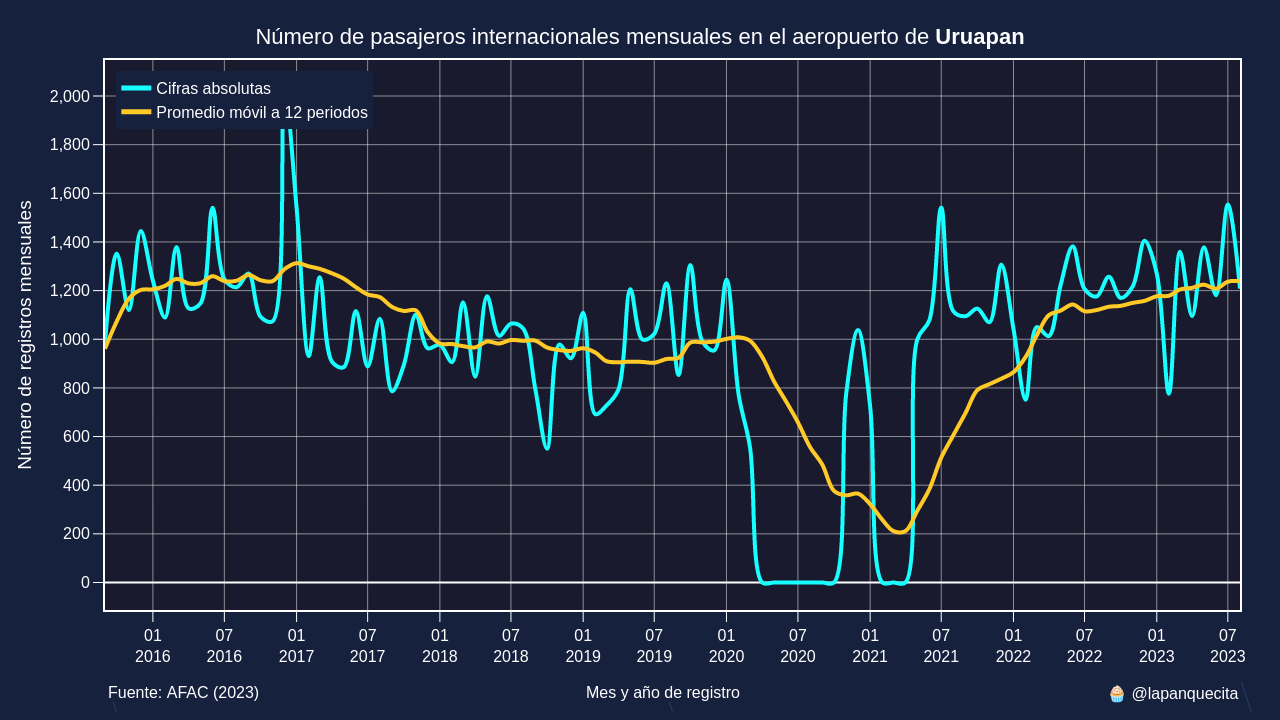 Número de pasajeros internacionales mensuales en el aeropuerto de Uruapan
Cifras absolutas
Promedio móvil a 12 periodos
Número de registros mensuales
2,000
1,800
1,600
1,400
1,200
1,000
800
600
400
200
0
01 07 01 07 01 07 01 07 01 07 01 07 01 07 01 07
2016 2016 2017 2017 2018 2018 2019 2019 2020 2020 2021 2021 2022 2022 2023 2023
Fuente: AFAC (2023) Mes y año de registro 🧁 @lapanquecita